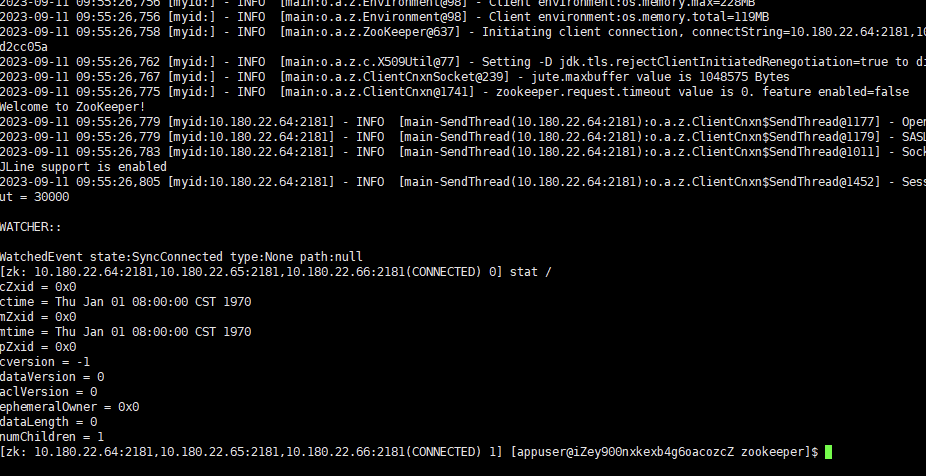 2023-09-11 09:55:26,756 [myid:] - INFO  [main:o.a.z.Environment@98] - Client environment:os.memory.max=228MB
2023-09-11 09:55:26,756 [myid:] - INFO  [main:o.a.z.Environment@98] - Client environment:os.memory.total=119MB
2023-09-11 09:55:26,758 [myid:] - INFO  [main:o.a.z.ZooKeeper@637] - Initiating client connection, connectString=10.180.22.64:2181,10
d2cc05a
2023-09-11 09:55:26,762 [myid:] - INFO  [main:o.a.z.c.X509Util@77] - Setting -D jdk.tls.rejectClientInitiatedRenegotiation=true to di
2023-09-11 09:55:26,767 [myid:] - INFO  [main:o.a.z.ClientCnxnSocket@239] - jute.maxbuffer value is 1048575 Bytes
2023-09-11 09:55:26,775 [myid:] - INFO  [main:o.a.z.ClientCnxn@1741] - zookeeper.request.timeout value is 0. feature enabled=false
Welcome to ZooKeeper!
2023-09-11 09:55:26,779 [myid:10.180.22.64:2181] - INFO  [main-SendThread(10.180.22.64:2181):o.a.z.ClientCnxn$SendThread@1177] - Open
2023-09-11 09:55:26,779 [myid:10.180.22.64:2181] - INFO  [main-SendThread(10.180.22.64:2181):o.a.z.ClientCnxn$SendThread@1179] - SASL
2023-09-11 09:55:26,783 [myid:10.180.22.64:2181] - INFO  [main-SendThread(10.180.22.64:2181):o.a.z.ClientCnxn$SendThread@1011] - Sock
JLine support is enabled
2023-09-11 09:55:26,805 [myid:10.180.22.64:2181] - INFO  [main-SendThread(10.180.22.64:2181):o.a.z.ClientCnxn$SendThread@1452] - Sess
ut = 30000
WATCHER::
WatchedEvent state:SyncConnected type:None path:null
[zk: 10.180.22.64:2181,10.180.22.65:2181,10.180.22.66:2181(CONNECTED) 0] stat /
cZxid = 0x0
ctime = Thu Jan 01 08:00:00 CST 1970
mZxid = 0x0
mtime = Thu Jan 01 08:00:00 CST 1970
pZxid = 0x0
cversion = -1
dataVersion = 0
aclVersion = 0
ephemeralOwner = 0x0
dataLength = 0
numChildren = 1
[zk: 10.180.22.64:2181,10.180.22.65:2181,10.180.22.66:2181(CONNECTED) 1] [appuser@iZey900nxkexb4g6oacozcZ zookeeper]$